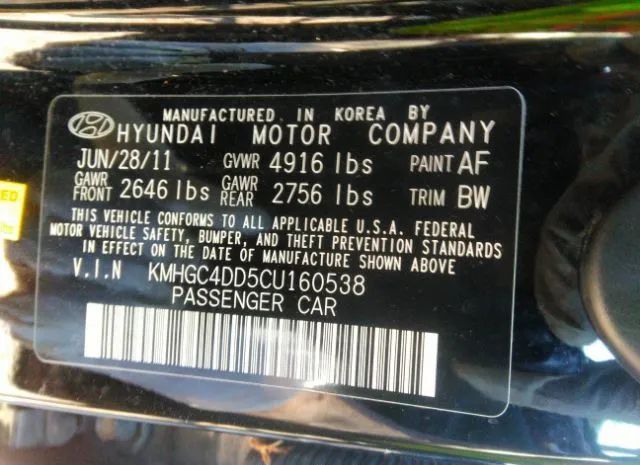 MANUFACTURED IN KOREA BY
HYUNDAI MOTOR COMPANY
JUN/28/11 GVWR 4916 lbs PAINT AF
GAWR FRONT 2646 lbs GAWR REAR 2756 lbs TRIM BW
THIS VEHICLE CONFORMS TO ALL APPLICABLE U.S.A. FEDERAL
MOTOR VEHICLE SAFETY, BUMPER, AND THEFT PREVENTION STANDARDS
IN EFFECT ON THE DATE OF MANUFACTURE SHOWN ABOVE
V.I.N KMHGC4DD5CU160538
PASSENGER CAR
lbs